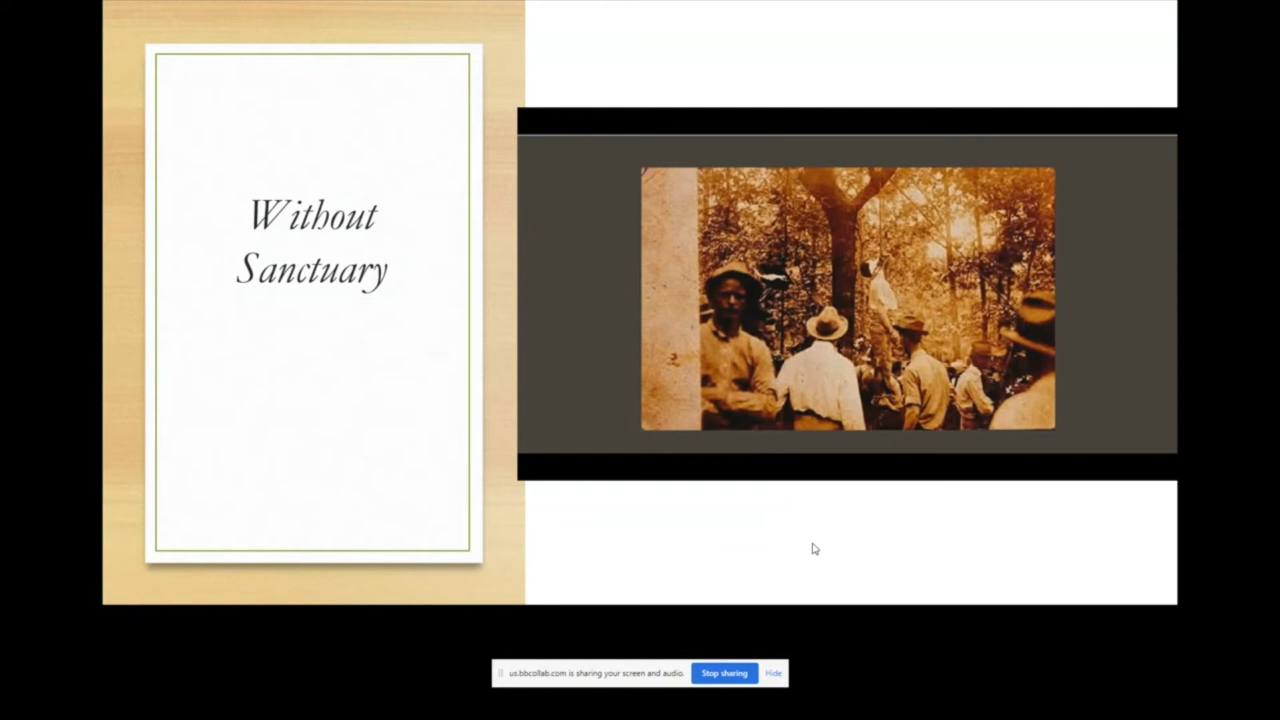 Without
Sanctuary
us.bbcollab.com is sharing your screen and audio.
Stop sharing
Hide